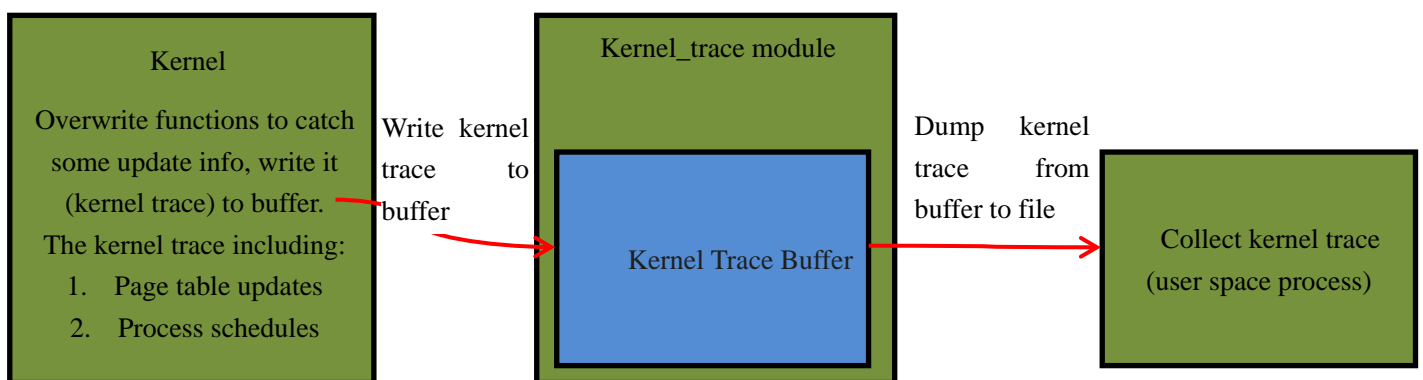 Kernel
Overwrite functions to catch
some update info, write it
(kernel trace) to buffer.
The kernel trace including:
1. Page table updates
2. Process schedules
Write kernel
trace to
buffer
Kernel_trace module
Kernel Trace Buffer
Dump kernel
trace from
buffer to file
Collect kernel trace
(user space process)